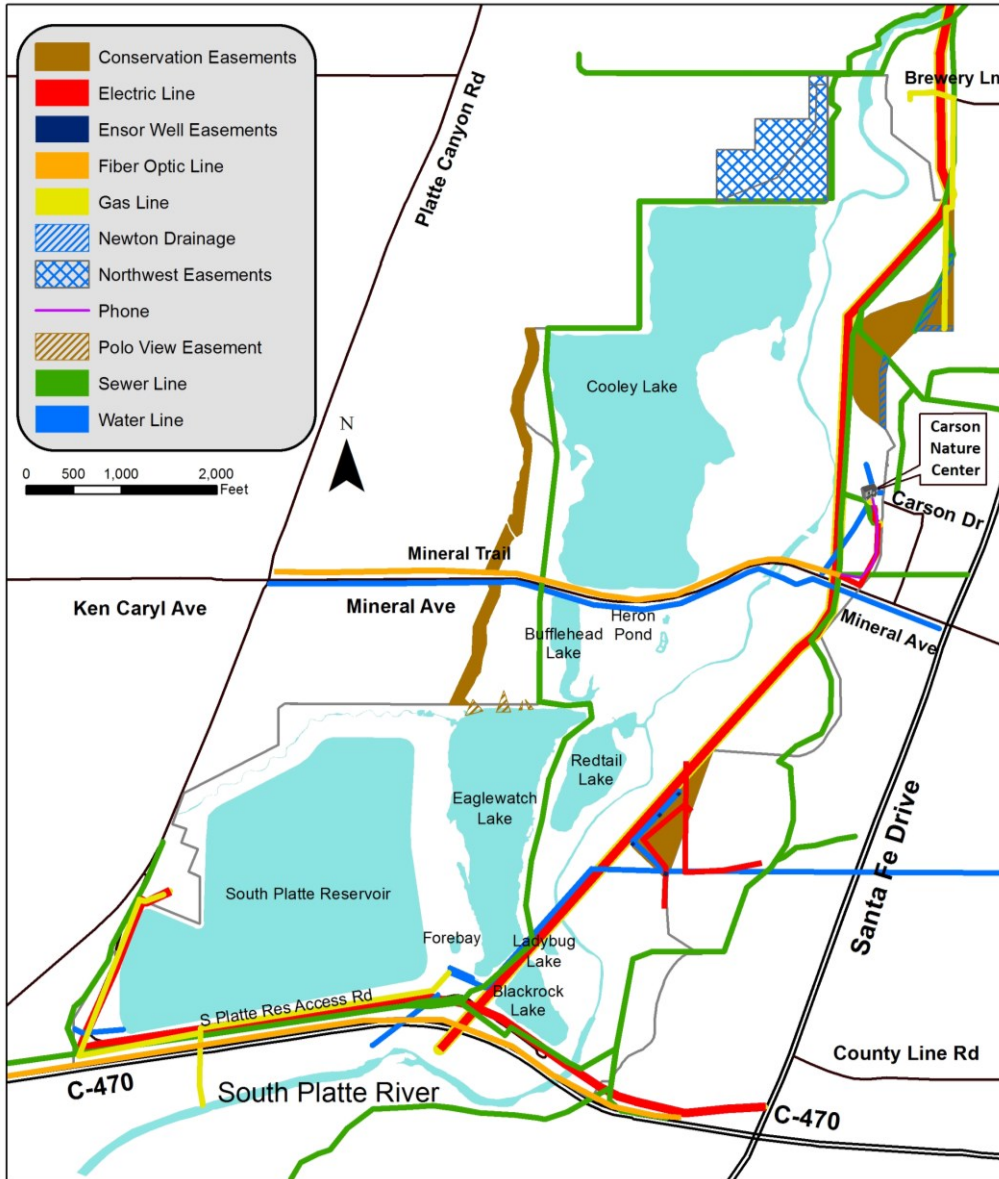 Conservation Easements
Electric Line
Ensor Well Easements
Fiber Optic Line
Gas Line
Newton Drainage
Northwest Easements
Phone
Polo View Easement
Sewer Line
Water Line
0 500 1,000 2,000
Feet
N
Platte Canyon Rd
Brewery Ln
Cooley Lake
Carson
Nature
Center
Carson Dr
Mineral Trail
Ken Caryl Ave
Mineral Ave
Heron
Pond
Bufflehead
Lake
Mineral Ave
Redtail
Lake
Eaglewatch
Lake
Santa Fe Drive
South Platte Reservoir
Forebay
Ladybug
Lake
Blackrock
Lake
S Platte Res Access Rd
County Line Rd
C-470
South Platte River
C-470